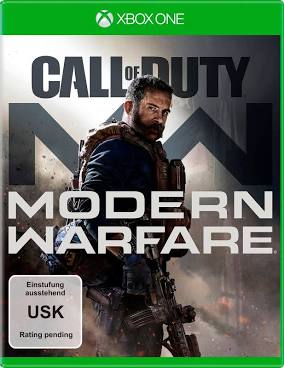 XBOX ONE
CALL OF DUTY
MW
MODERN
WARFARE®
Einstufung
ausstehend
USK
Rating pending